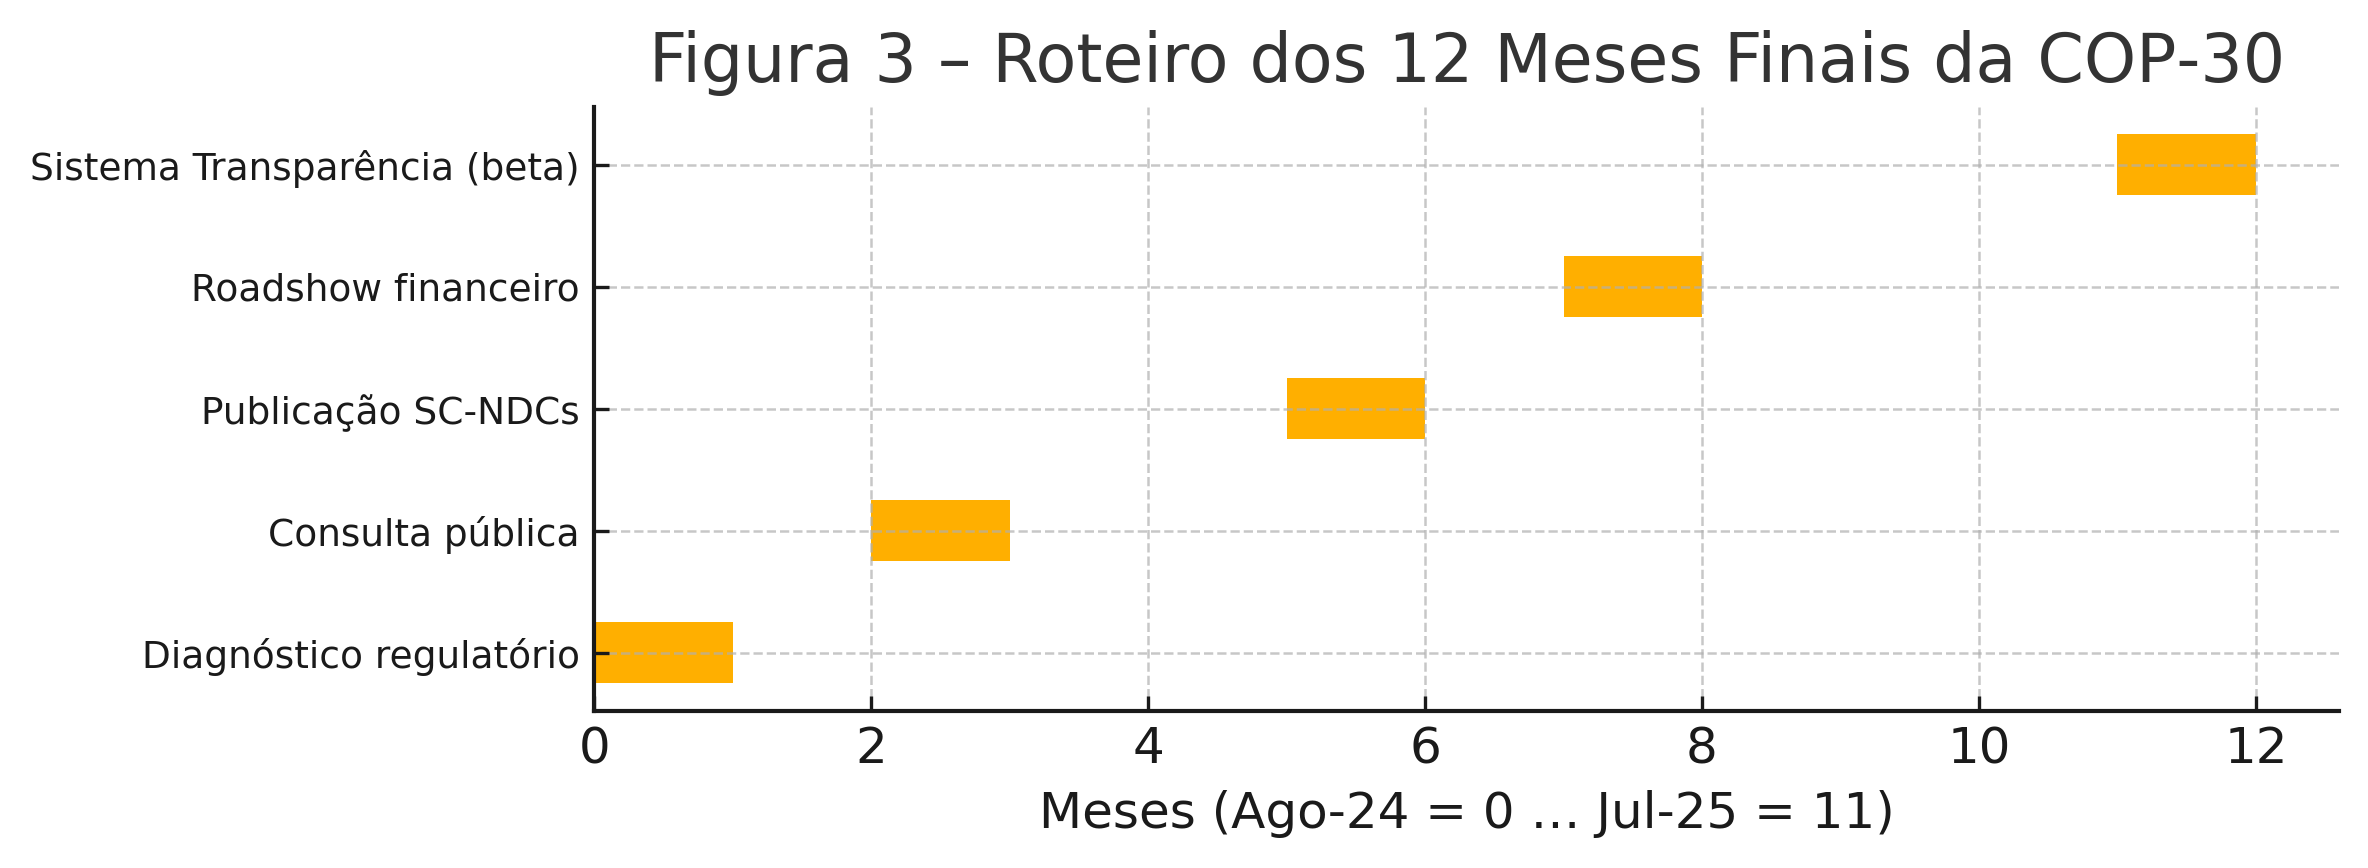 Figura 3 – Roteiro dos 12 Meses Finais da COP-30
Sistema Transparência (beta)
Roadshow financeiro
Publicação SC-NDCs
Consulta pública
Diagnóstico regulatório
0 2 4 6 8 10 12
Meses (Ago-24 = 0 ... Jul-25 = 11)